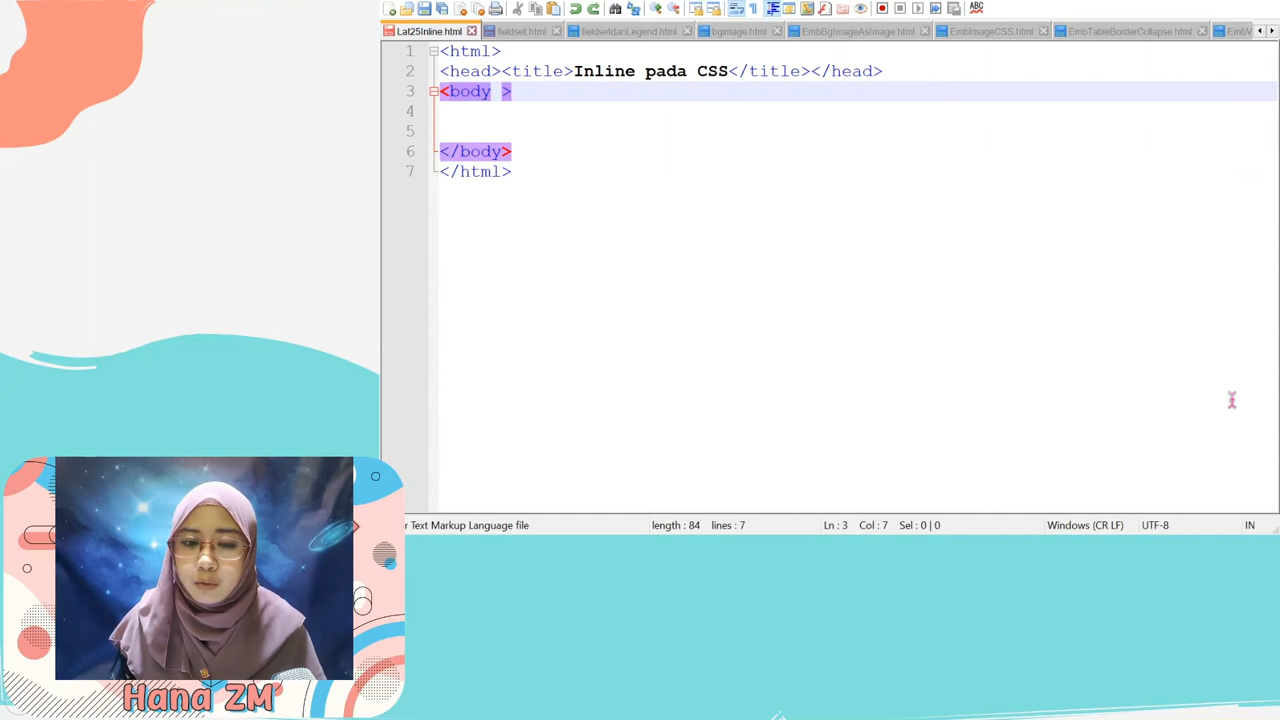 ABC
Lat25Inline.html fieldset.html fieldsetdanLegend.html bgimage.html EmbBgImageAsImage.html EmbImageCSS.html EmbTableBorderCollapse.html
1 <html>
2 <head><title>Inline pada CSS</title></head>
3 <body >
4
5
6 </body>
7 </html>
r Text Markup Language file length : 84 lines : 7 Ln : 3 Col : 7 Sel : 0 | 0 Windows (CR LF) UTF-8 IN
Hana ZM